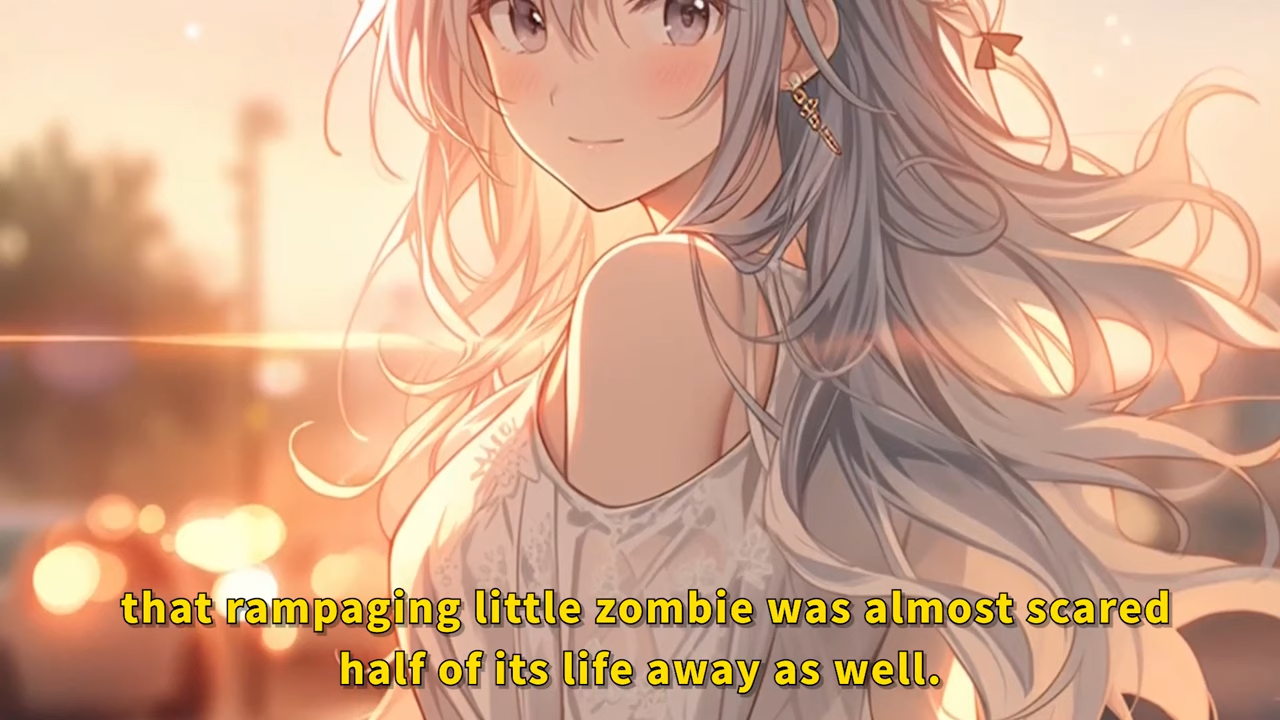 that rampaging little zombie was almost scared
half of its life away as well.